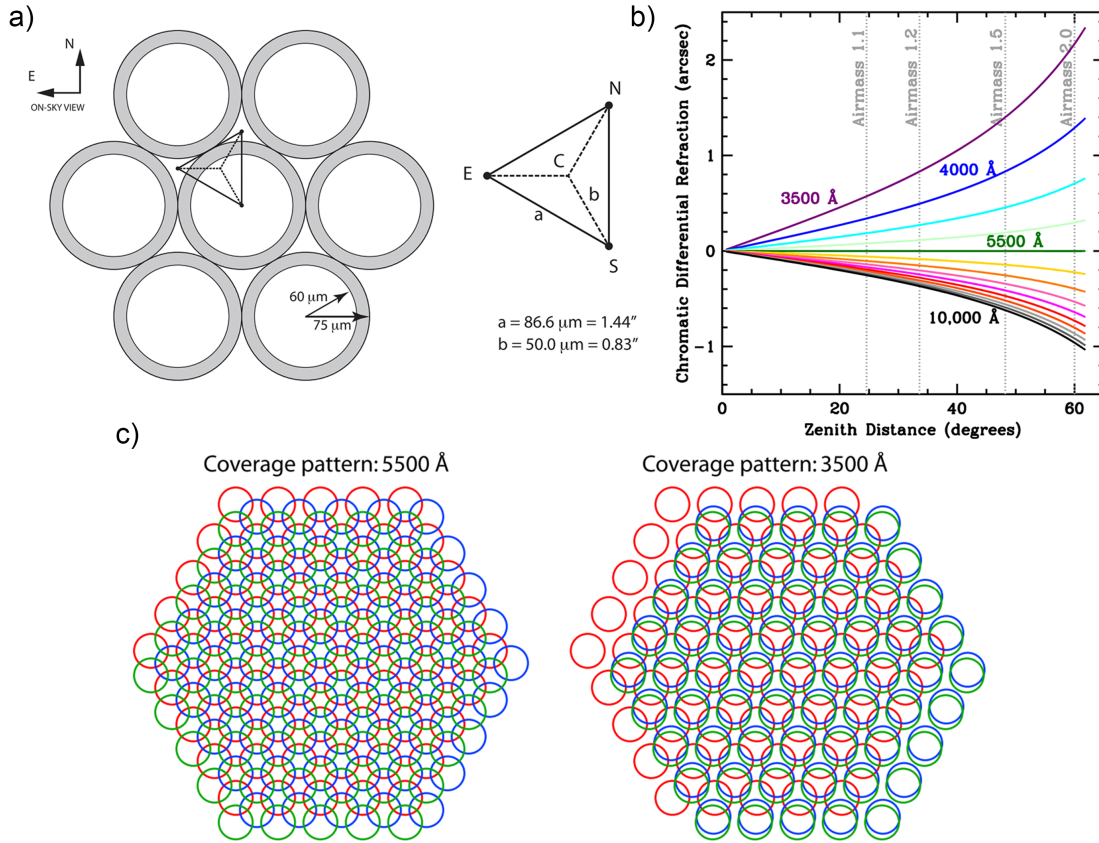 a)
N
E
ON-SKY VIEW
60 μm
75 μm
N
E
C
b
a
S
a = 86.6 μm = 1.44”
b = 50.0 μm = 0.83”
b)
Chromatic Differential Refraction (arcsec)
2
1
0
-1
Airmass 1.1
Airmass 1.2
Airmass 1.5
Airmass 2.0
3500 Å
4000 Å
5500 Å
10,000 Å
0
20
40
60
Zenith Distance (degrees)
c)
Coverage pattern: 5500 Å
Coverage pattern: 3500 Å